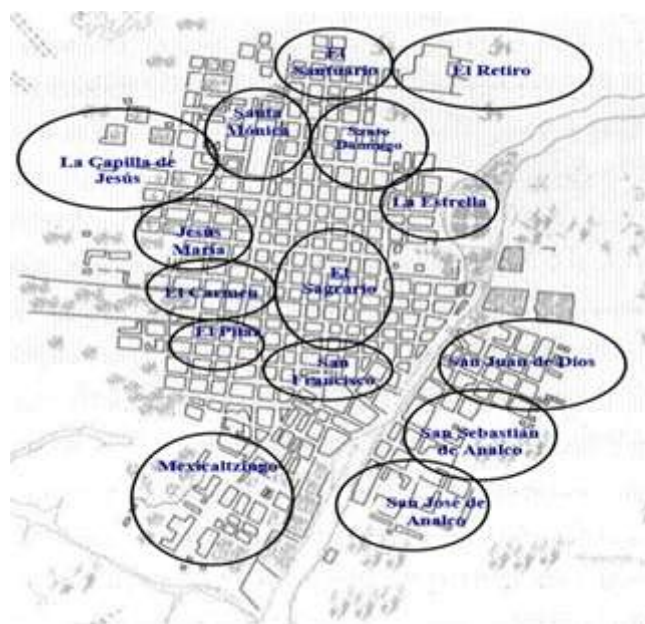 El
Santuario
El Retiro
Santa
Mónica
Santo
Domingo
La Capilla de
Jesús
La Estrella
Jesús
María
El
Sagrario
El Carmen
El Pilar
San
Francisco
San Juan de Dios
San Sebastián
de Analco
Mexicaltzingo
San José de
Analco